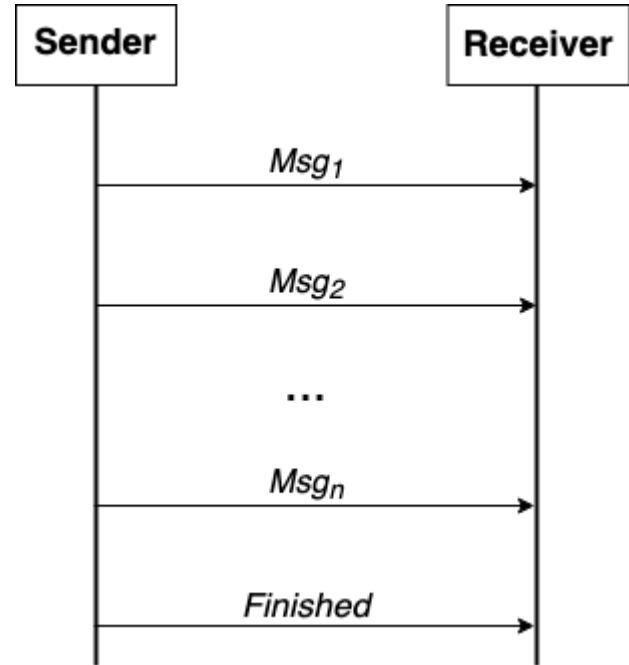 Sender
Receiver
Msg₁
Msg₂
...
Msgₙ
Finished